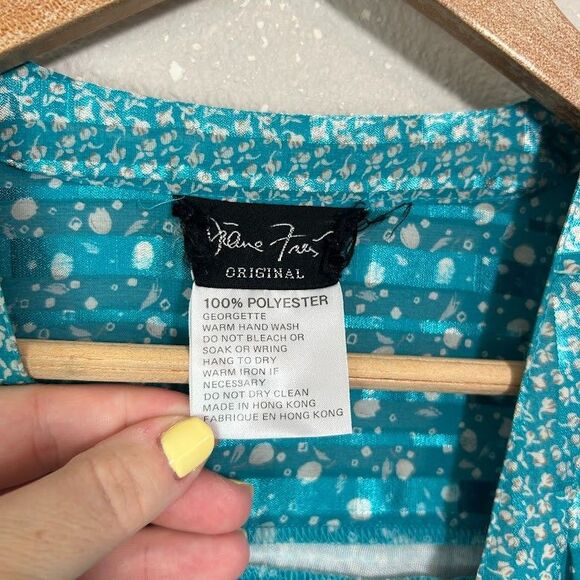 Diane Freis
ORIGINAL
100% POLYESTER
GEORGETTE
WARM HAND WASH
DO NOT BLEACH OR
SOAK OR WRING
HANG TO DRY
WARM IRON IF
NECESSARY
DO NOT DRY CLEAN
MADE IN HONG KONG
FABRIQUE EN HONG KONG